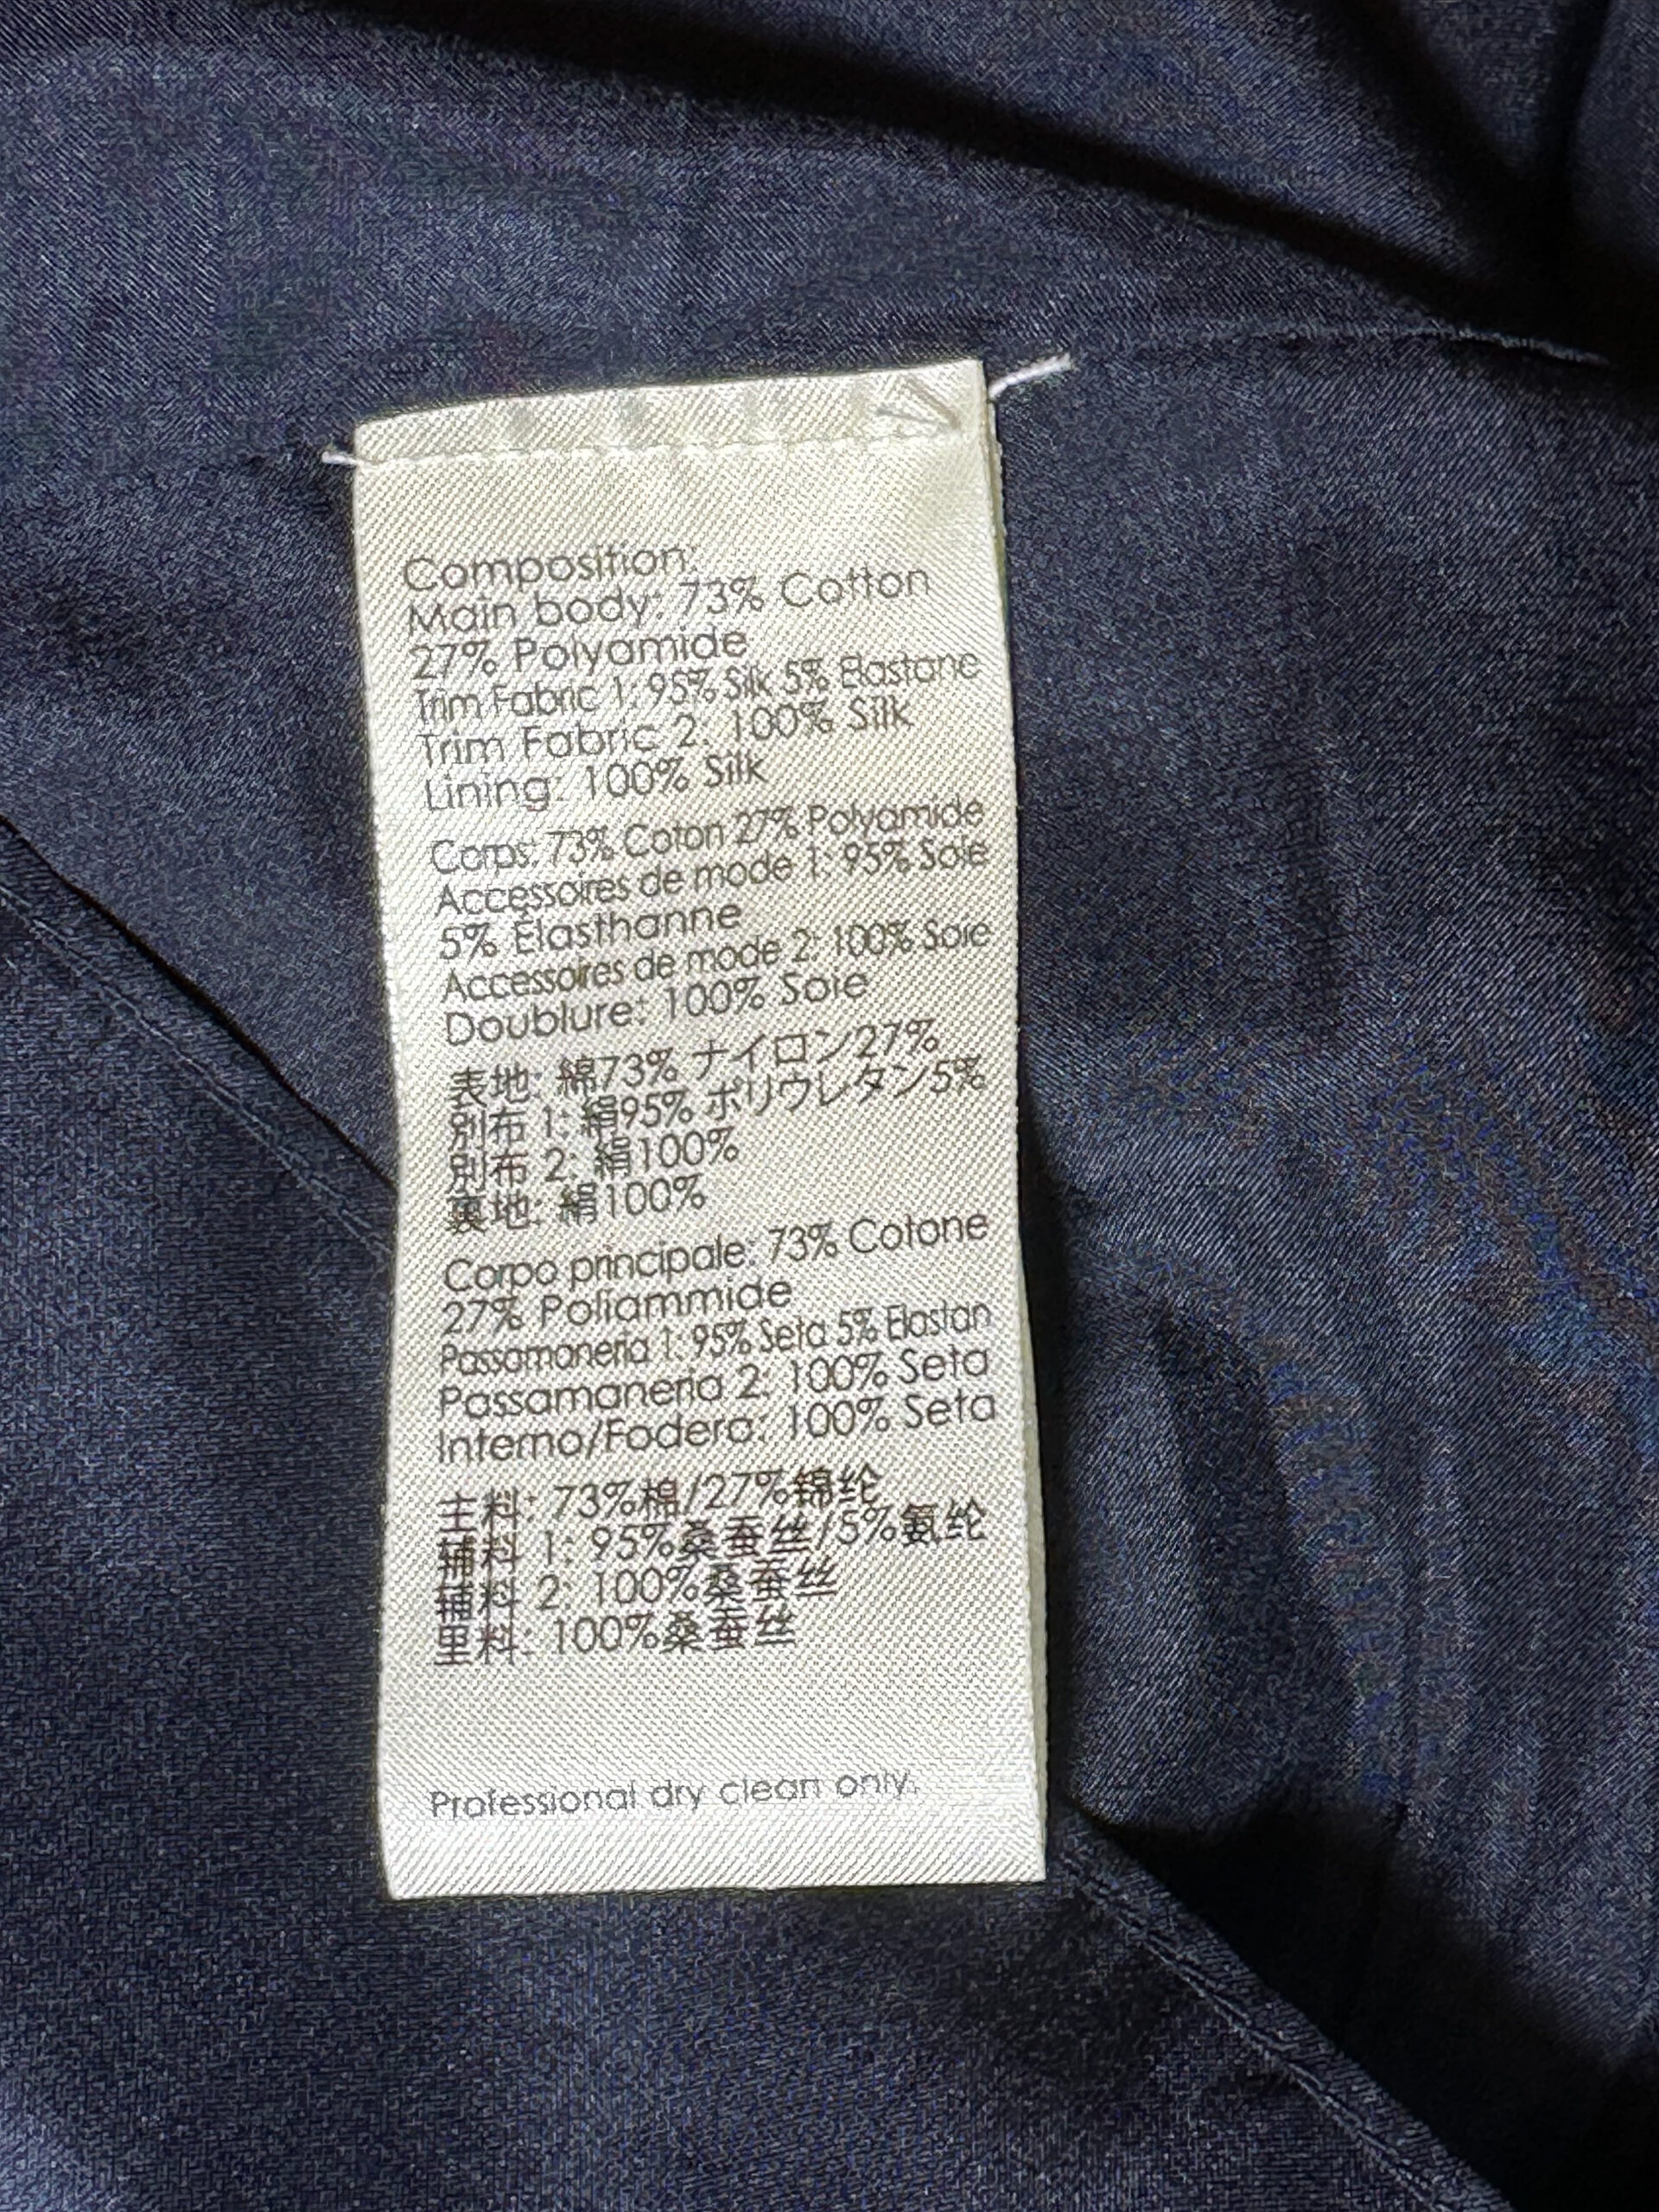 Composition:
Main body: 73% Cotton
27% Polyamide
Trim Fabric 1: 95% Silk 5% Elastane
Trim Fabric 2: 100% Silk
Lining: 100% Silk
Corps: 73% Coton 27% Polyamide
Accessoires de mode 1: 95% Soie
5% Élasthanne
Accessoires de mode 2: 100% Soie
Doublure: 100% Soie
表地: 綿73% ナイロン27%
別布 1: 絹95% ポリウレタン5%
別布 2: 絹100%
裏地: 絹100%
Corpo principale: 73% Cotone
27% Poliammide
Passamaneria 1: 95% Seta 5% Elastan
Passamaneria 2: 100% Seta
Interno/Fodera: 100% Seta
主料: 73%棉/27%锦纶
辅料 1: 95%桑蚕丝/5%氨纶
辅料 2: 100%桑蚕丝
里料: 100%桑蚕丝
Professional dry clean only.